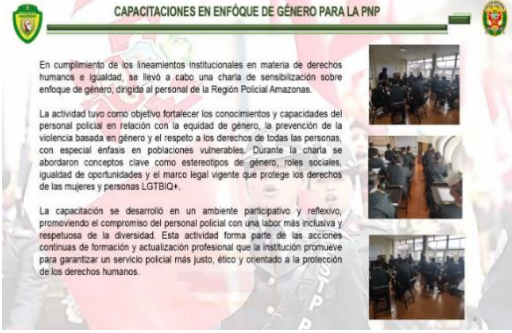 CAPACITACIONES EN ENFÓQUE DE GÉNERO PARA LA PNP
En cumplimiento de los lineamientos institucionales en materia de derechos
humanos e igualdad, se llevó a cabo una charla de sensibilización sobre
enfoque de género, dirigida al personal de la Región Policial Amazonas.
La actividad tuvo como objetivo fortalecer los conocimientos y capacidades del
personal policial en relación con la equidad de género, la prevención de la
violencia basada en género y el respeto a los derechos de todas las personas,
con especial énfasis en poblaciones vulnerables. Durante la charla se
abordaron conceptos clave como estereotipos de género, roles sociales,
igualdad de oportunidades y el marco legal vigente que protege los derechos
de las mujeres y personas LGTBIQ+.
La capacitación se desarrolló en un ambiente participativo y reflexivo,
promoviendo el compromiso del personal policial con una labor más inclusiva y
respetuosa de la diversidad. Esta actividad forma parte de las acciones
continuas de formación y actualización profesional que la institución promueve
para garantizar un servicio policial más justo, ético y orientado a la protección
de los derechos humanos.